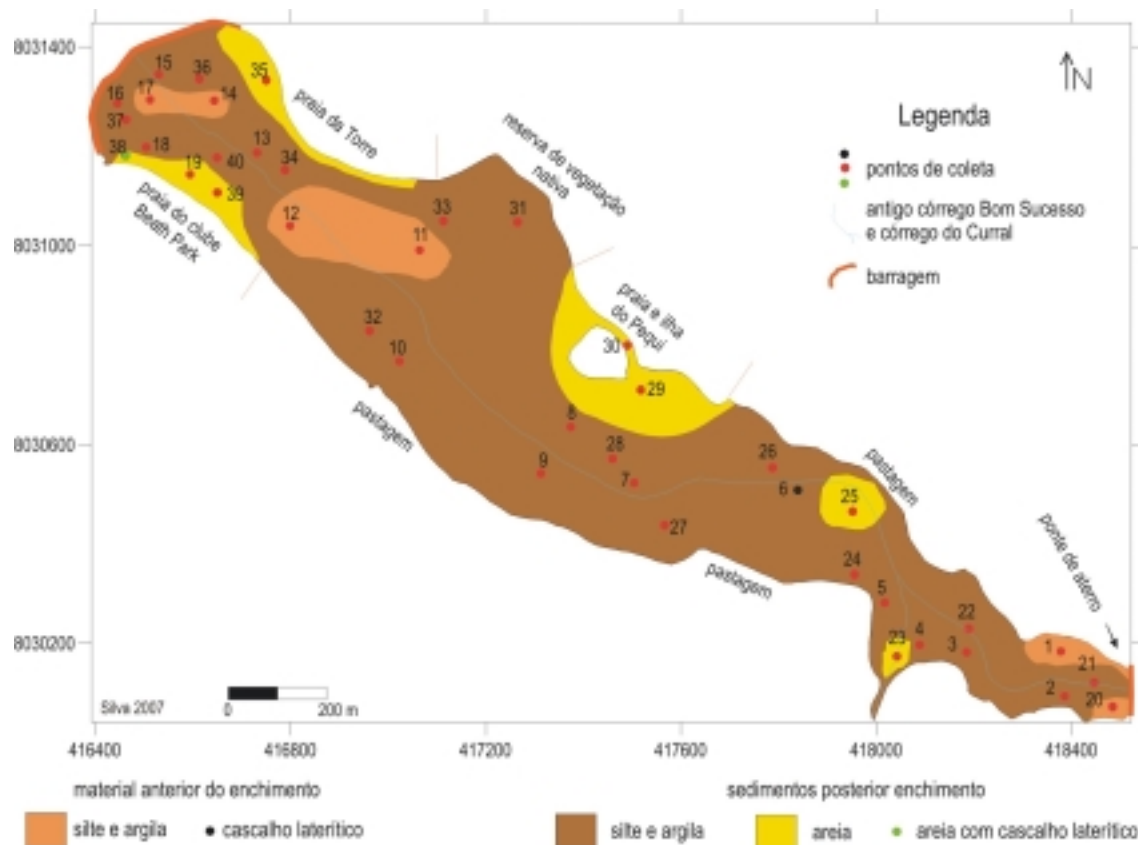 8031400
8031000
8030600
8030200
N
Legenda
pontos de coleta
antigo córrego Bom Sucesso
e córrego do Curral
barragem
15
36
35
16
17
14
37
38
18
13
34
19
40
39
12
11
33
31
32
10
30
29
8
28
9
7
26
6
27
25
24
5
23
4
22
3
1
21
2
20
praia da Torre
reserva de vegetação
nativa
praia do clube
Beath Park
praia e ilha
do Pequi
pastagem
pastagem
pastagem
ponte de aterro
Silva 2007
0 200 m
416400 416800 417200 417600 418000 418400
material anterior do enchimento
silte e argila
cascalho laterítico
sedimentos posterior enchimento
silte e argila
areia
areia com cascalho laterítico